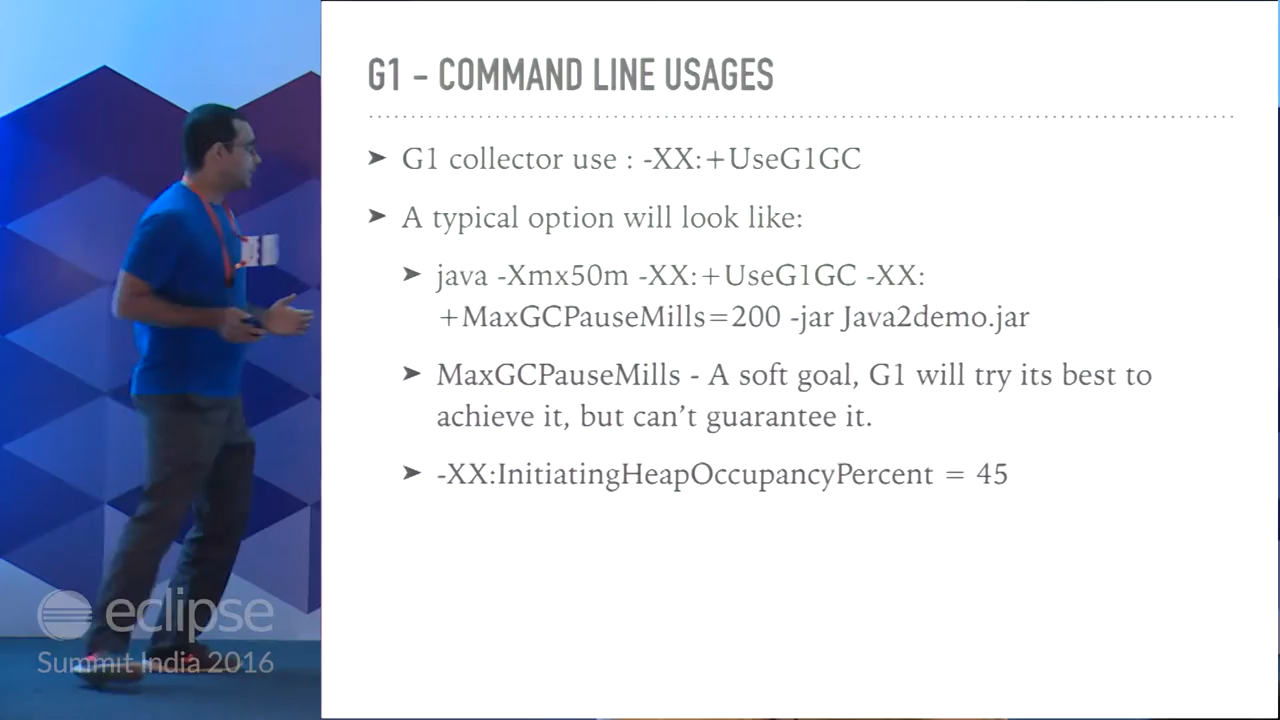 G1 - COMMAND LINE USAGES
➤ G1 collector use : -XX:+UseG1GC
➤ A typical option will look like:
➤ java -Xmx50m -XX:+UseG1GC -XX:
+MaxGCPauseMills=200 -jar Java2demo.jar
➤ MaxGCPauseMills - A soft goal, G1 will try its best to
achieve it, but can’t guarantee it.
➤ -XX:InitiatingHeapOccupancyPercent = 45
eclipse
Summit India 2016